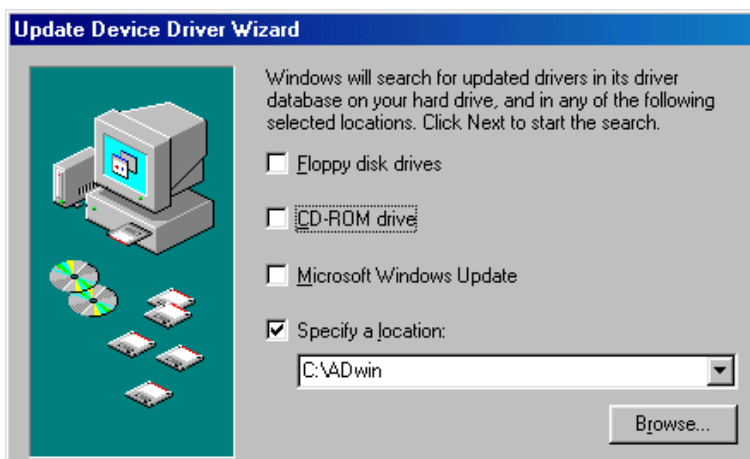 Update Device Driver Wizard
Windows will search for updated drivers in its driver
database on your hard drive, and in any of the following
selected locations. Click Next to start the search.
Floppy disk drives
CD-ROM drive
Microsoft Windows Update
Specify a location:
C:\ADwin
Browse...